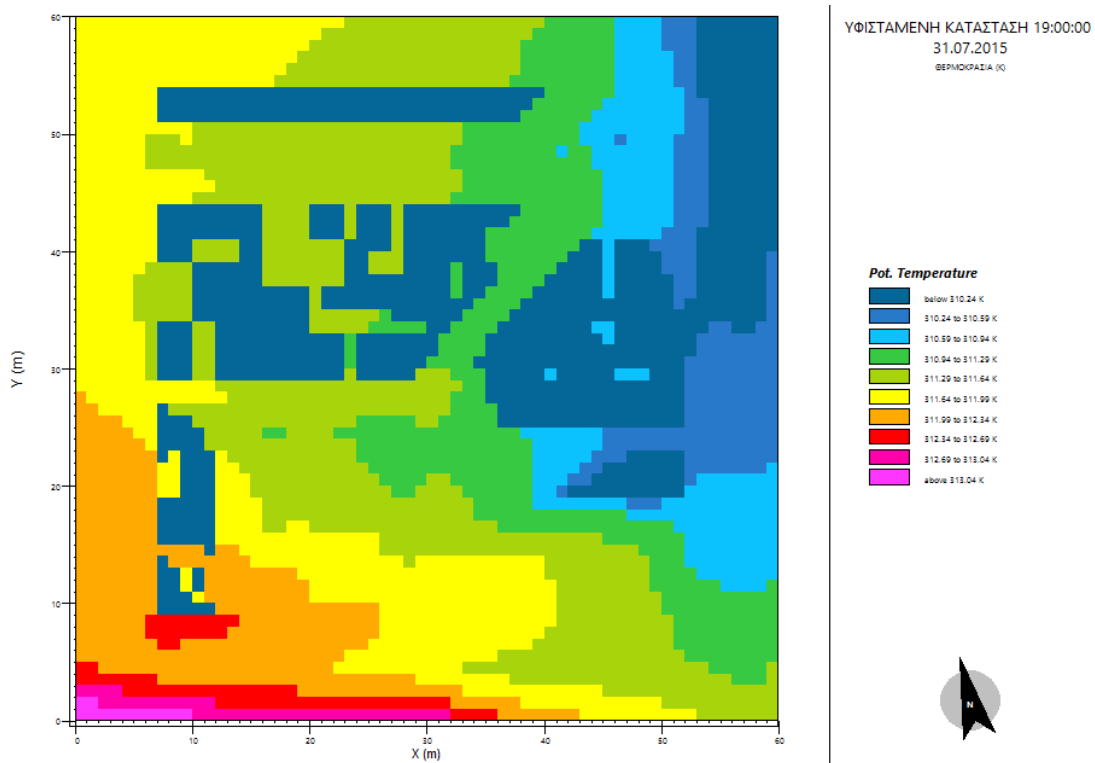 ΥΦΙΣΤΑΜΕΝΗ ΚΑΤΑΣΤΑΣΗ 19:00:00
31.07.2015
ΘΕΡΜΟΚΡΑΣΙΑ (Κ)
60
50
40
30
20
10
0
Y (m)
0 10 20 30 40 50 60
X (m)
Pot. Temperature
below 310.24 K
310.24 to 310.59 K
310.59 to 310.94 K
310.94 to 311.29 K
311.29 to 311.64 K
311.64 to 311.99 K
311.99 to 312.34 K
312.34 to 312.69 K
312.69 to 313.04 K
above 313.04 K
N